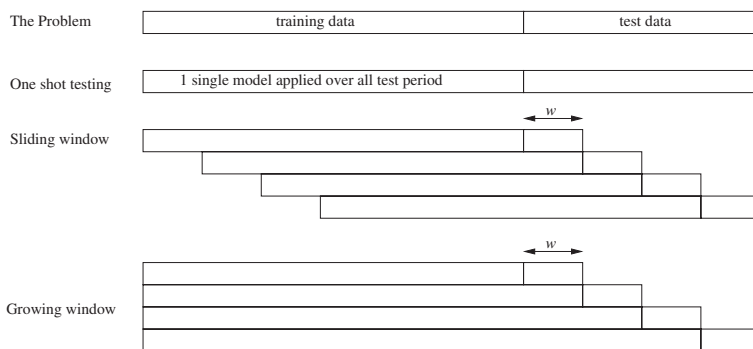 The Problem training data test data
One shot testing 1 single model applied over all test period
w
Sliding window
w
Growing window